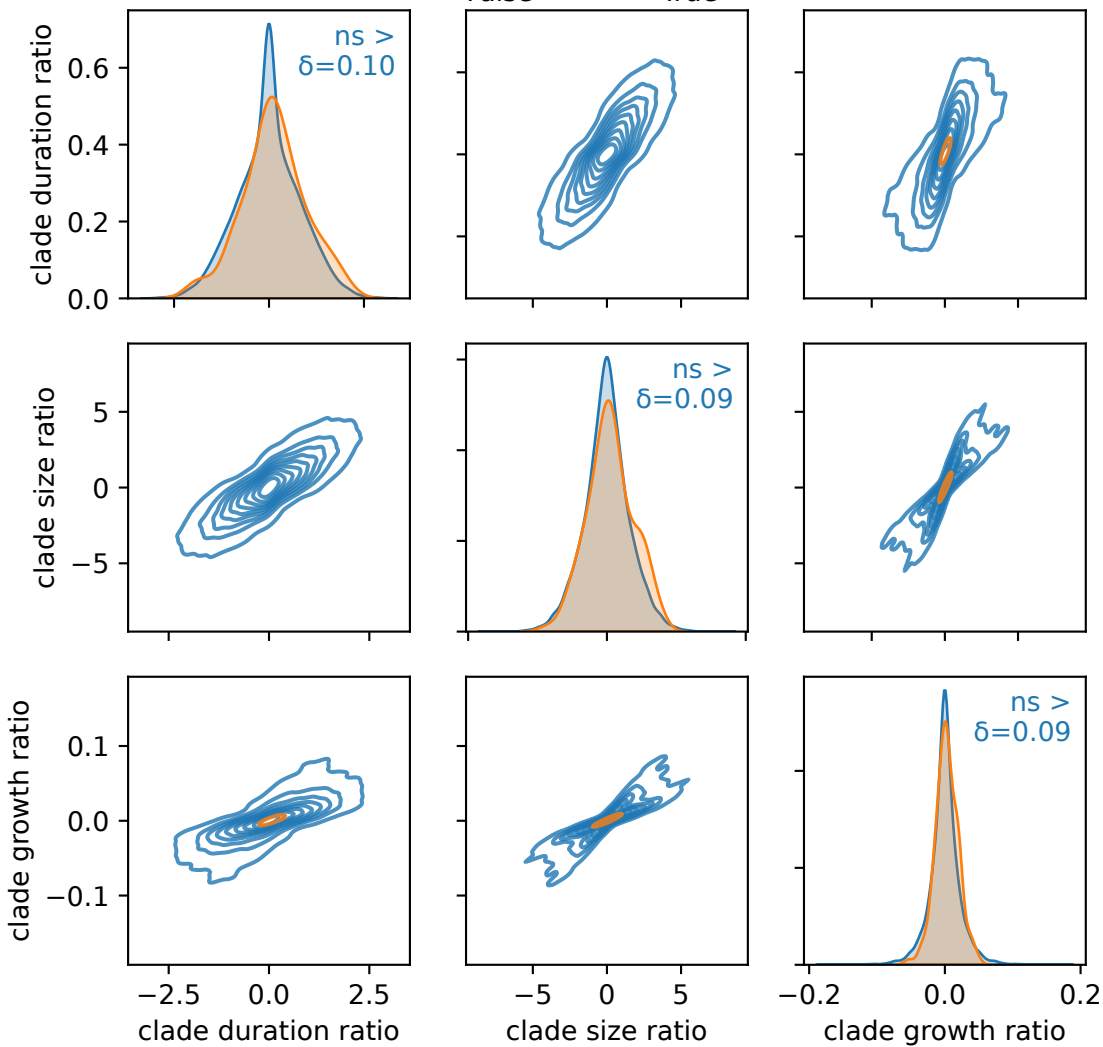 clade duration ratio
0.6
0.4
0.2
0.0
ns >
δ=0.10
clade size ratio
5
0
−5
ns >
δ=0.09
clade growth ratio
0.1
0.0
−0.1
ns >
δ=0.09
−2.5 0.0 2.5
−5 0 5
−0.2 0.0 0.2
clade duration ratio
clade size ratio
clade growth ratio